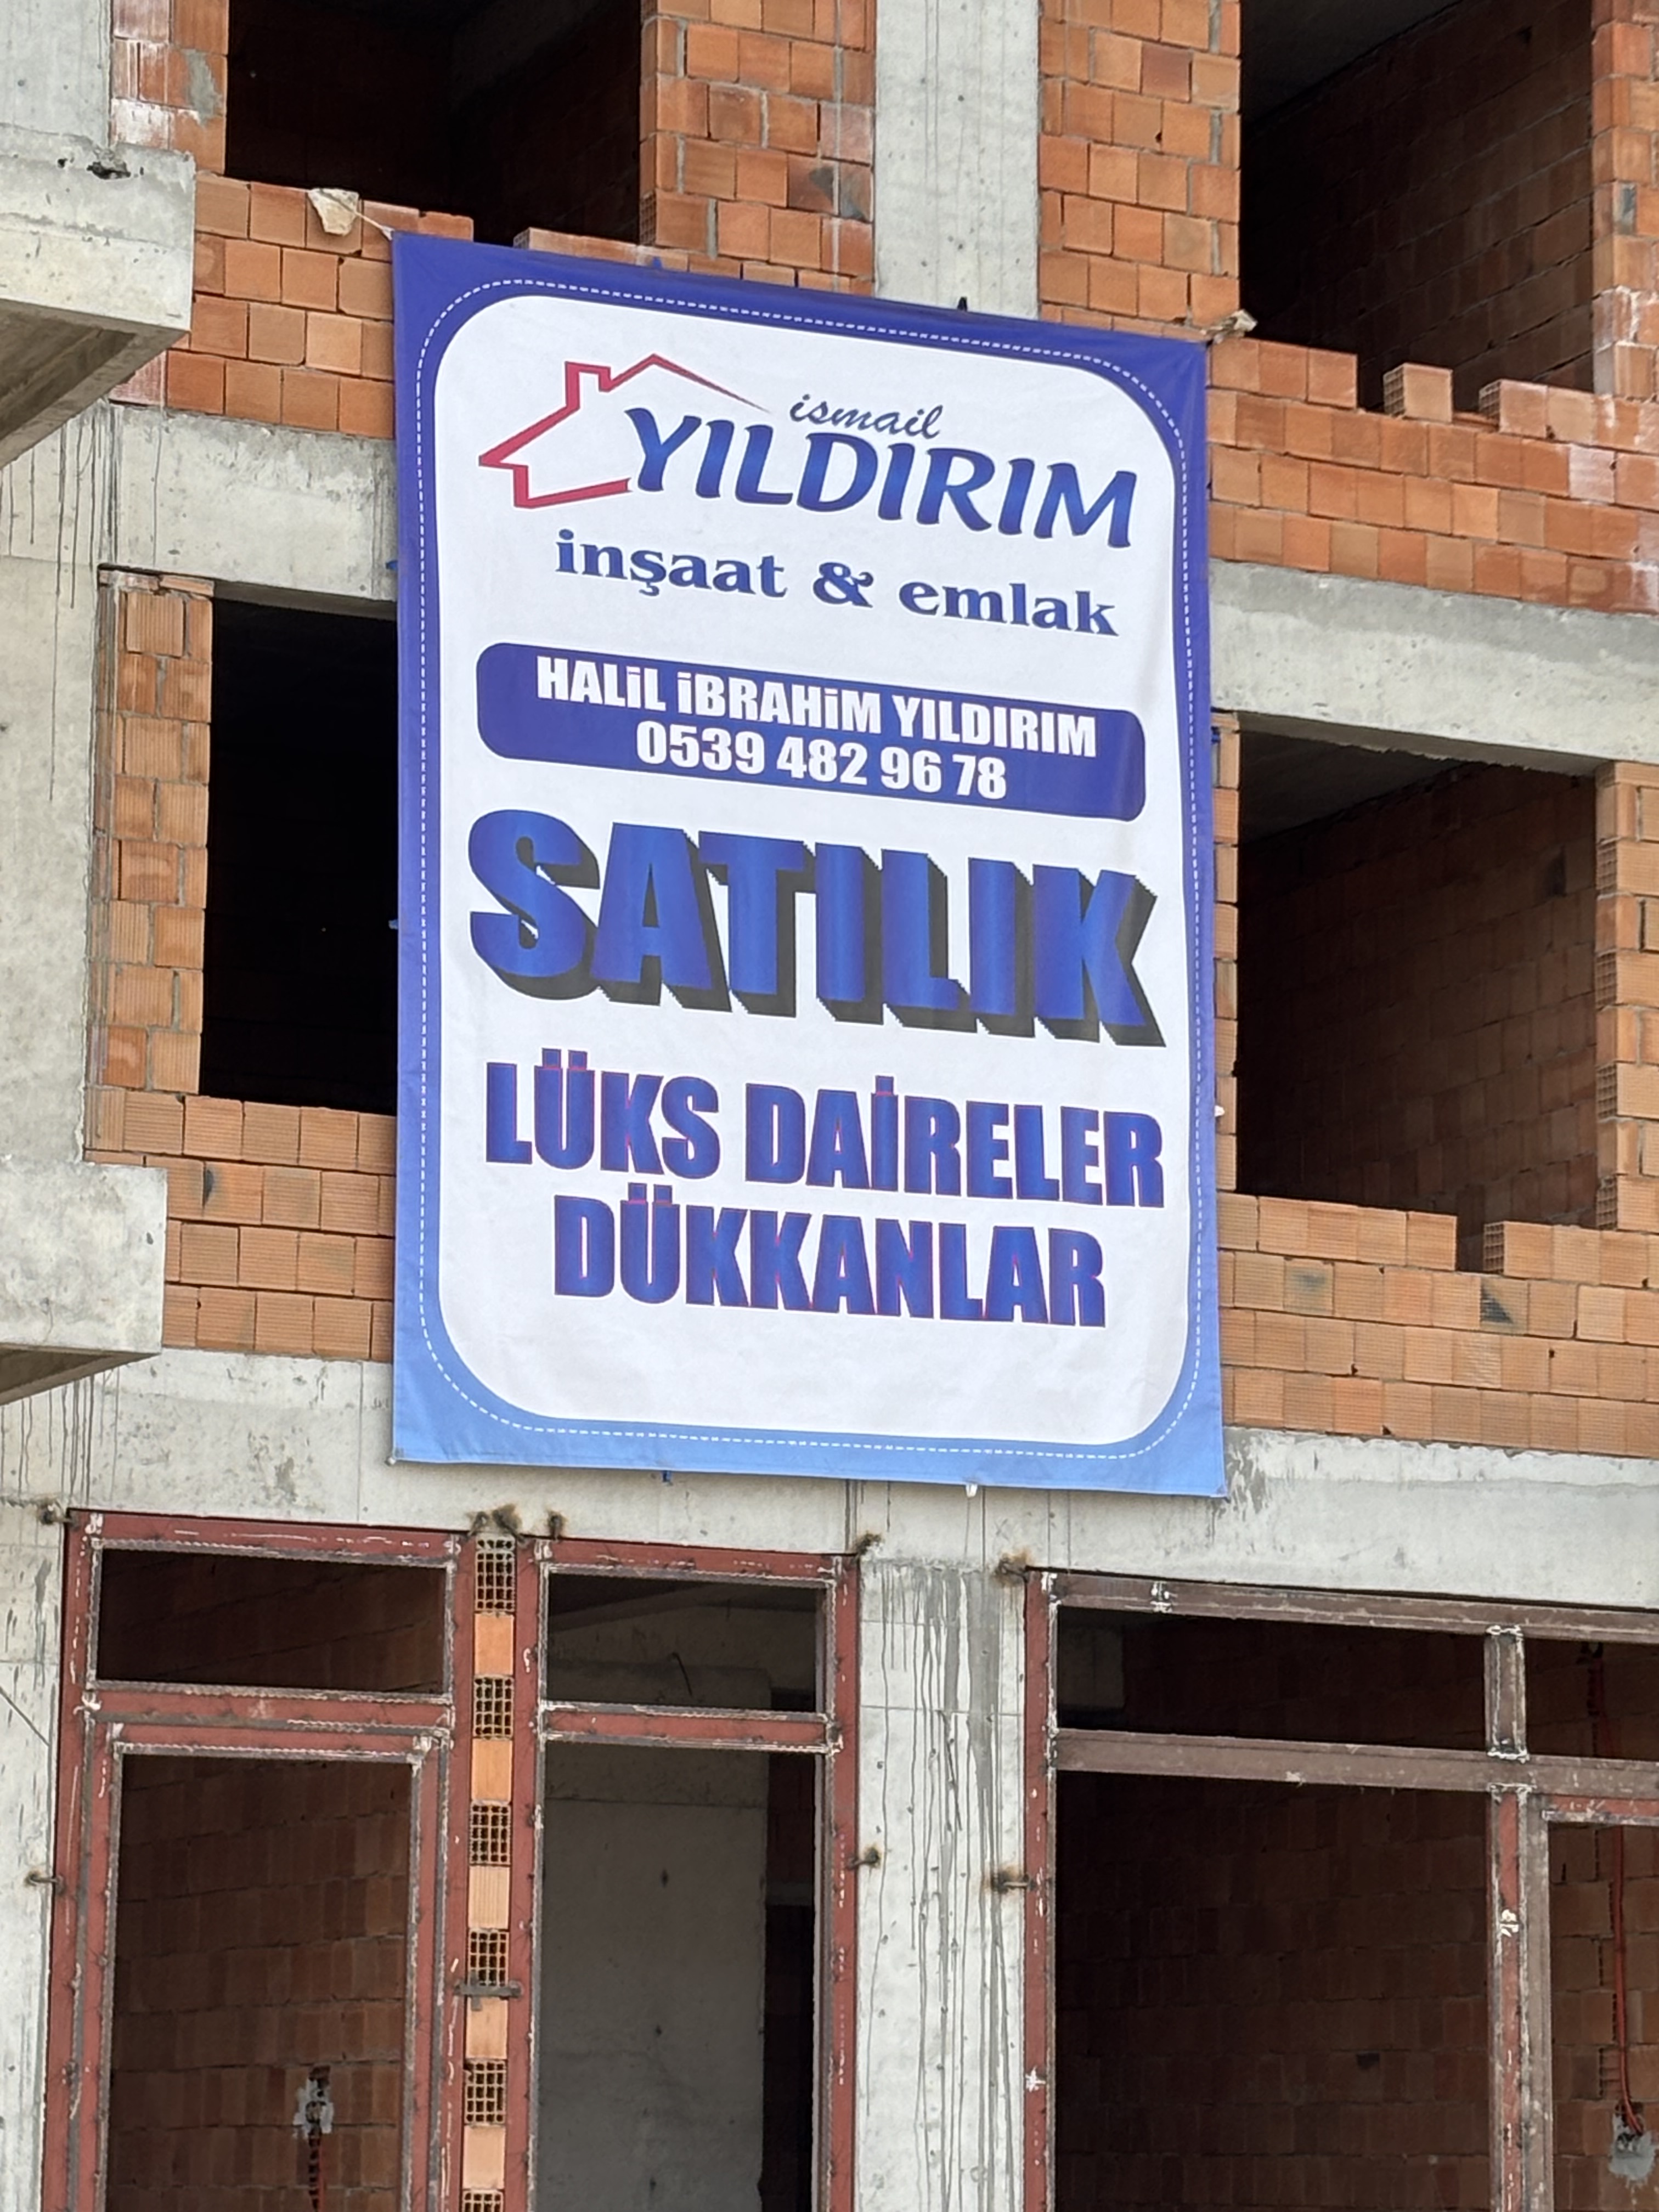 ismail
YILDIRIM
inşaat & emlak
HALİL İBRAHİM YILDIRIM
0539 482 96 78
SATILIK
LÜKS DAİRELER
DÜKKANLAR